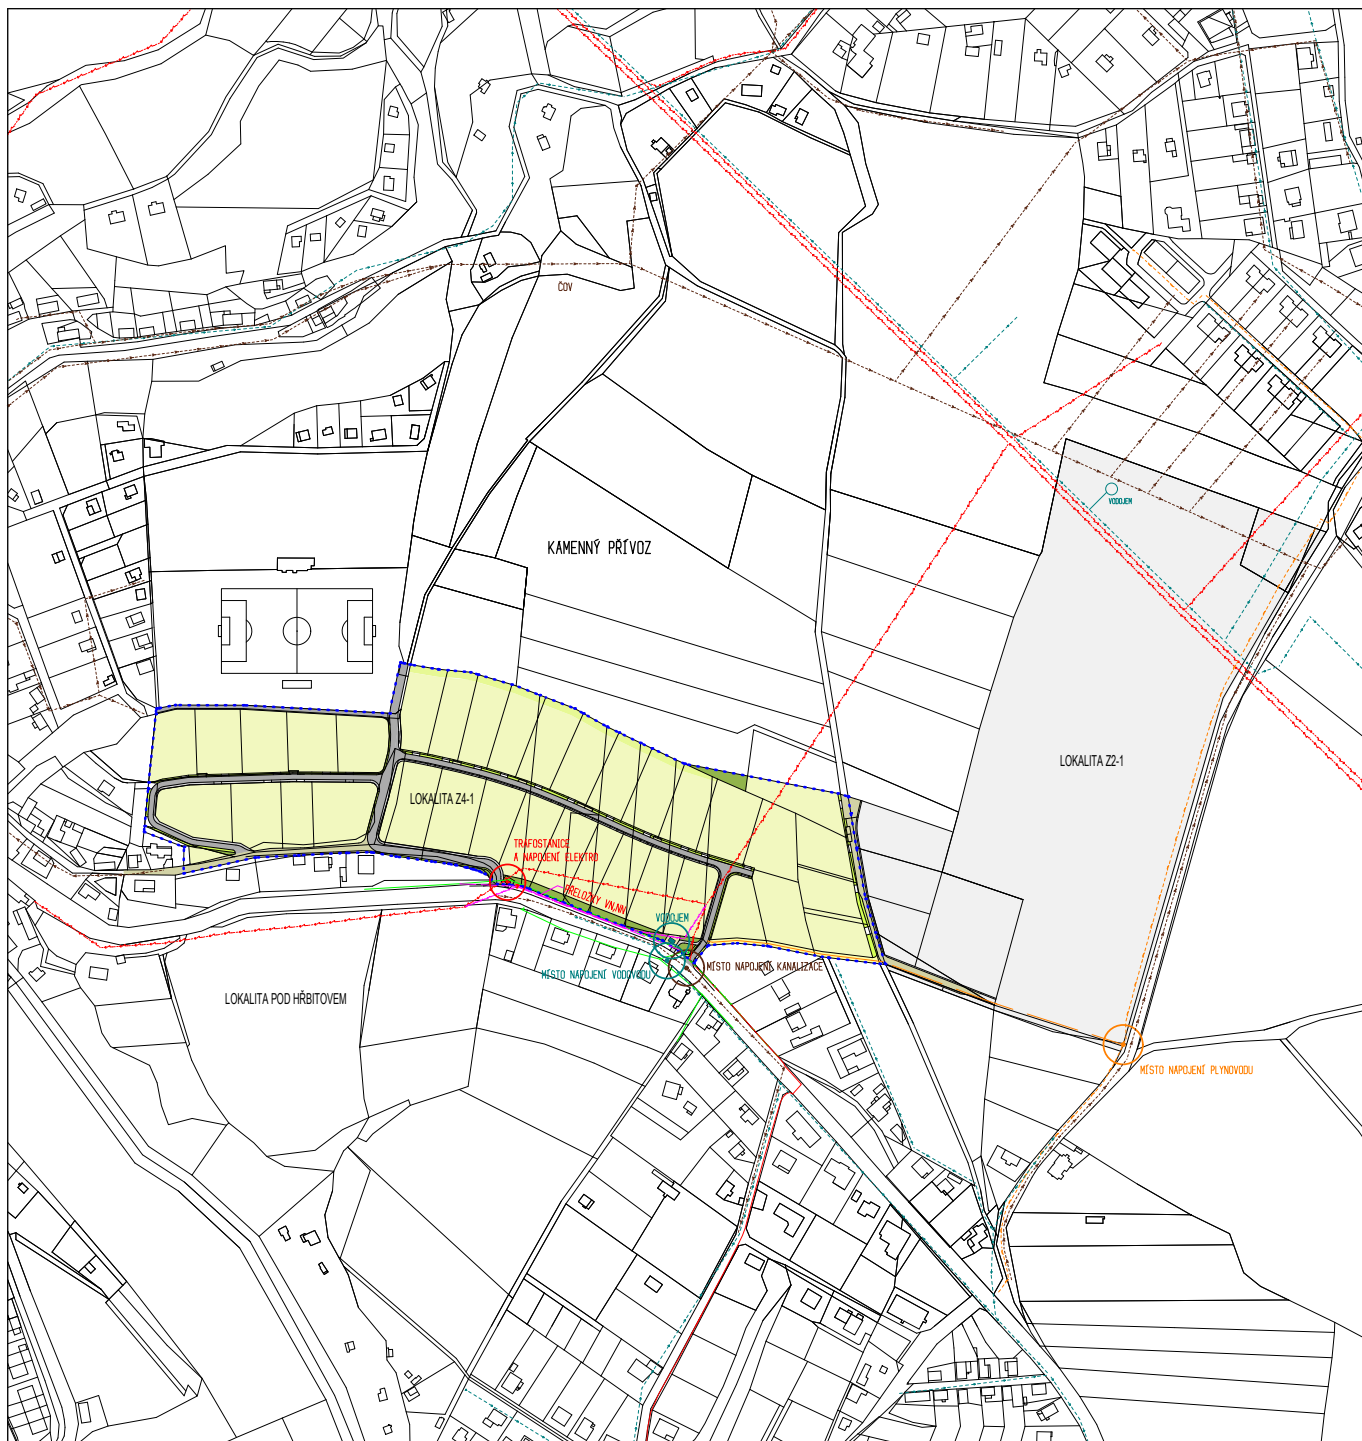 ČOV
VODOJEM
KAMENNÝ PŘÍVOZ
LOKALITA Z2-1
LOKALITA Z4-1
TRAFOSTANICE
A NAPOJENÍ ELEKTRO
PŘELOŽKY VN,NN
VODOJEM
MÍSTO NAPOJENÍ VODOVODU
MÍSTO NAPOJENÍ KANALIZACE
LOKALITA POD HŘBITOVEM
MÍSTO NAPOJENÍ PLYNOVODU